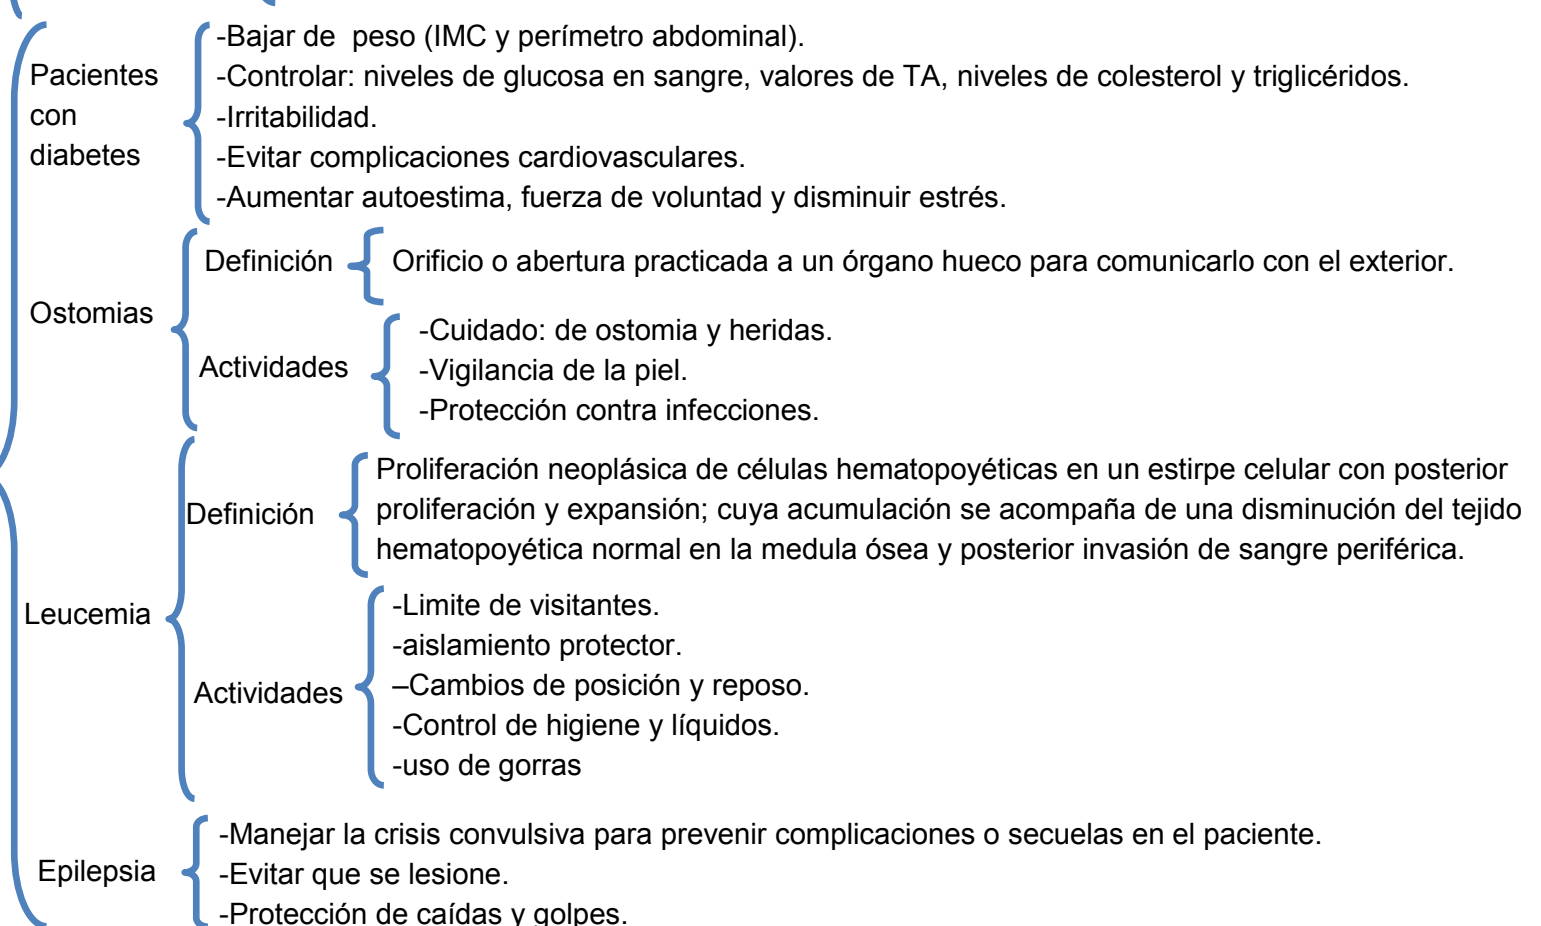 Pacientes
con
diabetes
-Bajar de  peso (IMC y perímetro abdominal).
-Controlar: niveles de glucosa en sangre, valores de TA, niveles de colesterol y triglicéridos.
-Irritabilidad.
-Evitar complicaciones cardiovasculares.
-Aumentar autoestima, fuerza de voluntad y disminuir estrés.
Ostomias
Definición
Orificio o abertura practicada a un órgano hueco para comunicarlo con el exterior.
Actividades
-Cuidado: de ostomia y heridas.
-Vigilancia de la piel.
-Protección contra infecciones.
Leucemia
Definición
Proliferación neoplásica de células hematopoyéticas en un estirpe celular con posterior
proliferación y expansión; cuya acumulación se acompaña de una disminución del tejido
hematopoyética normal en la medula ósea y posterior invasión de sangre periférica.
Actividades
-Limite de visitantes.
-aislamiento protector.
–Cambios de posición y reposo.
-Control de higiene y líquidos.
-uso de gorras
Epilepsia
-Manejar la crisis convulsiva para prevenir complicaciones o secuelas en el paciente.
-Evitar que se lesione.
-Protección de caídas y golpes.